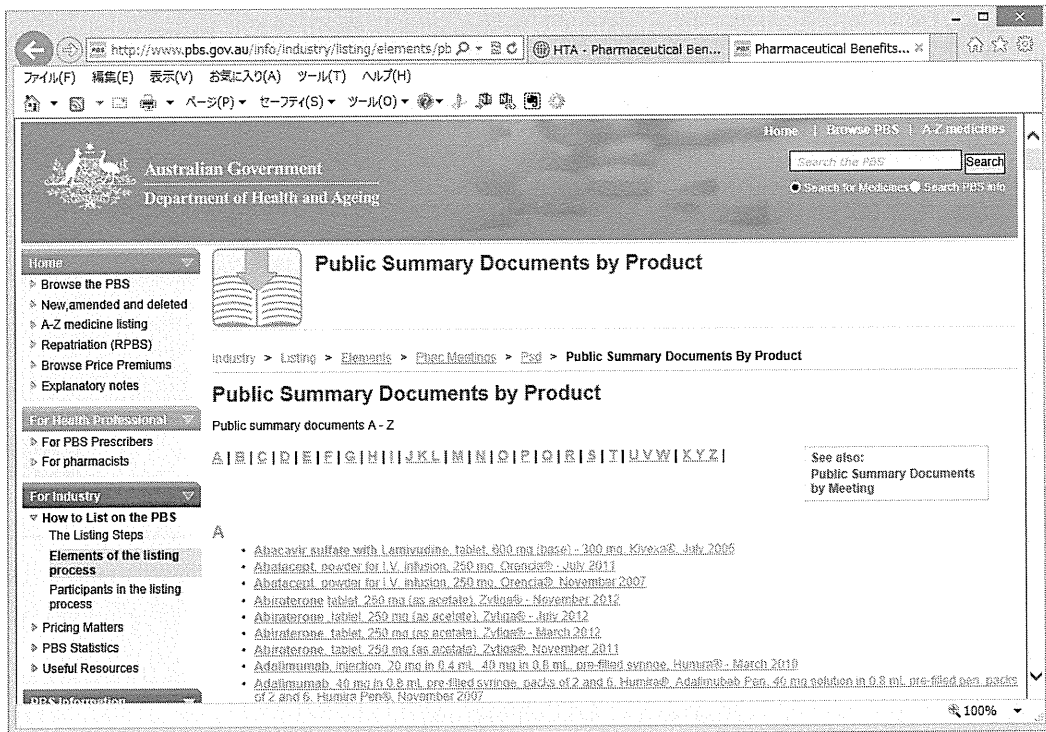 http://www.pbs.gov.au/info/industry/listing/elements/pb
HTA - Pharmaceutical Ben...
Pharmaceutical Benefits...
ファイル(F) 編集(E) 表示(V) お気に入り(A) ツール(T) ヘルプ(H)
ページ(P) セーフティ(S) ツール(O)
Home | Browse PBS | A-Z medicines
Australian Government
Department of Health and Ageing
Search the PBS
Search
Search for Medicines Search PBS info
Home
Browse the PBS
New,amended and deleted
A-Z medicine listing
Repatriation (RPBS)
Browse Price Premiums
Explanatory notes
For Health Professional
For PBS Prescribers
For pharmacists
For Industry
How to List on the PBS
The Listing Steps
Elements of the listing
process
Participants in the listing
process
Pricing Matters
PBS Statistics
Useful Resources
PBS Information
Public Summary Documents by Product
Industry > Listing > Elements > Pbac Meetings > Psd > Public Summary Documents By Product
Public Summary Documents by Product
Public summary documents A - Z
A | B | C | D | E | F | G | H | I | JKL | M | N | O | P | Q | R | S | T | UVW | XYZ |
See also:
Public Summary Documents
by Meeting
A
• Abacavir sulfate with Lamivudine, tablet, 600 mg (base) - 300 mg, Kivexa®, July 2005
• Abatacept, powder for I.V. infusion, 250 mg, Orencia® - July 2011
• Abatacept, powder for I.V. infusion, 250 mg, Orencia®, November 2007
• Abiraterone tablet, 250 mg (as acetate), Zytiga® - November 2012
• Abiraterone, tablet, 250 mg (as acetate), Zytiga® - July 2012
• Abiraterone, tablet, 250 mg (as acetate), Zytiga® - March 2012
• Abiraterone, tablet, 250 mg (as acetate), Zytiga®, November 2011
• Adalimumab, injection, 20 mg in 0.4 mL, 40 mg in 0.8 mL, pre-filled syringe, Humira® - March 2010
• Adalimumab, 40 mg in 0.8 mL pre-filled syringe, packs of 2 and 6, Humira®, Adalimubab Pen, 40 mg solution in 0.8 mL pre-filled pen, packs
of 2 and 6, Humira Pen®, November 2007
100%